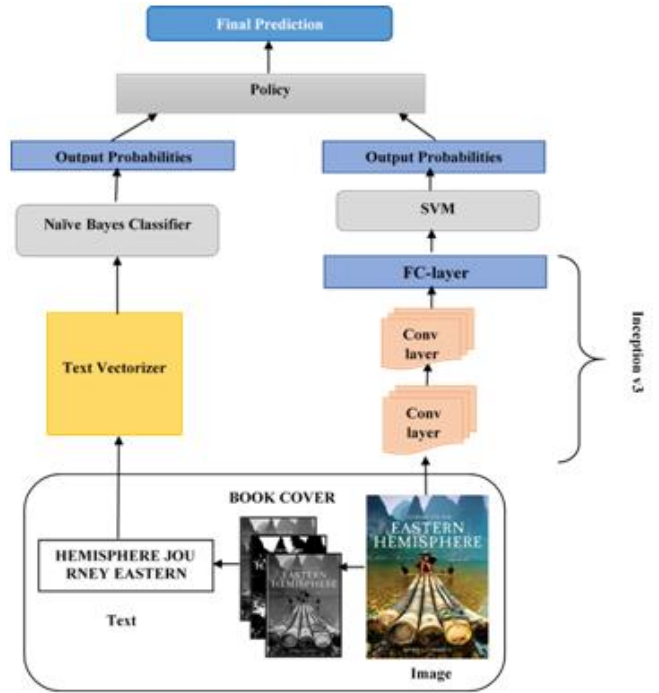 Final Prediction
Policy
Output Probabilities
Output Probabilities
Naïve Bayes Classifier
SVM
FC-layer
Text Vectorizer
Conv
layer
Conv
layer
Inception v3
BOOK COVER
HEMISPHERE JOU
RNEY EASTERN
EASTERN
HEMISPHERE
EASTERN
HEMISPHERE
Text
Image